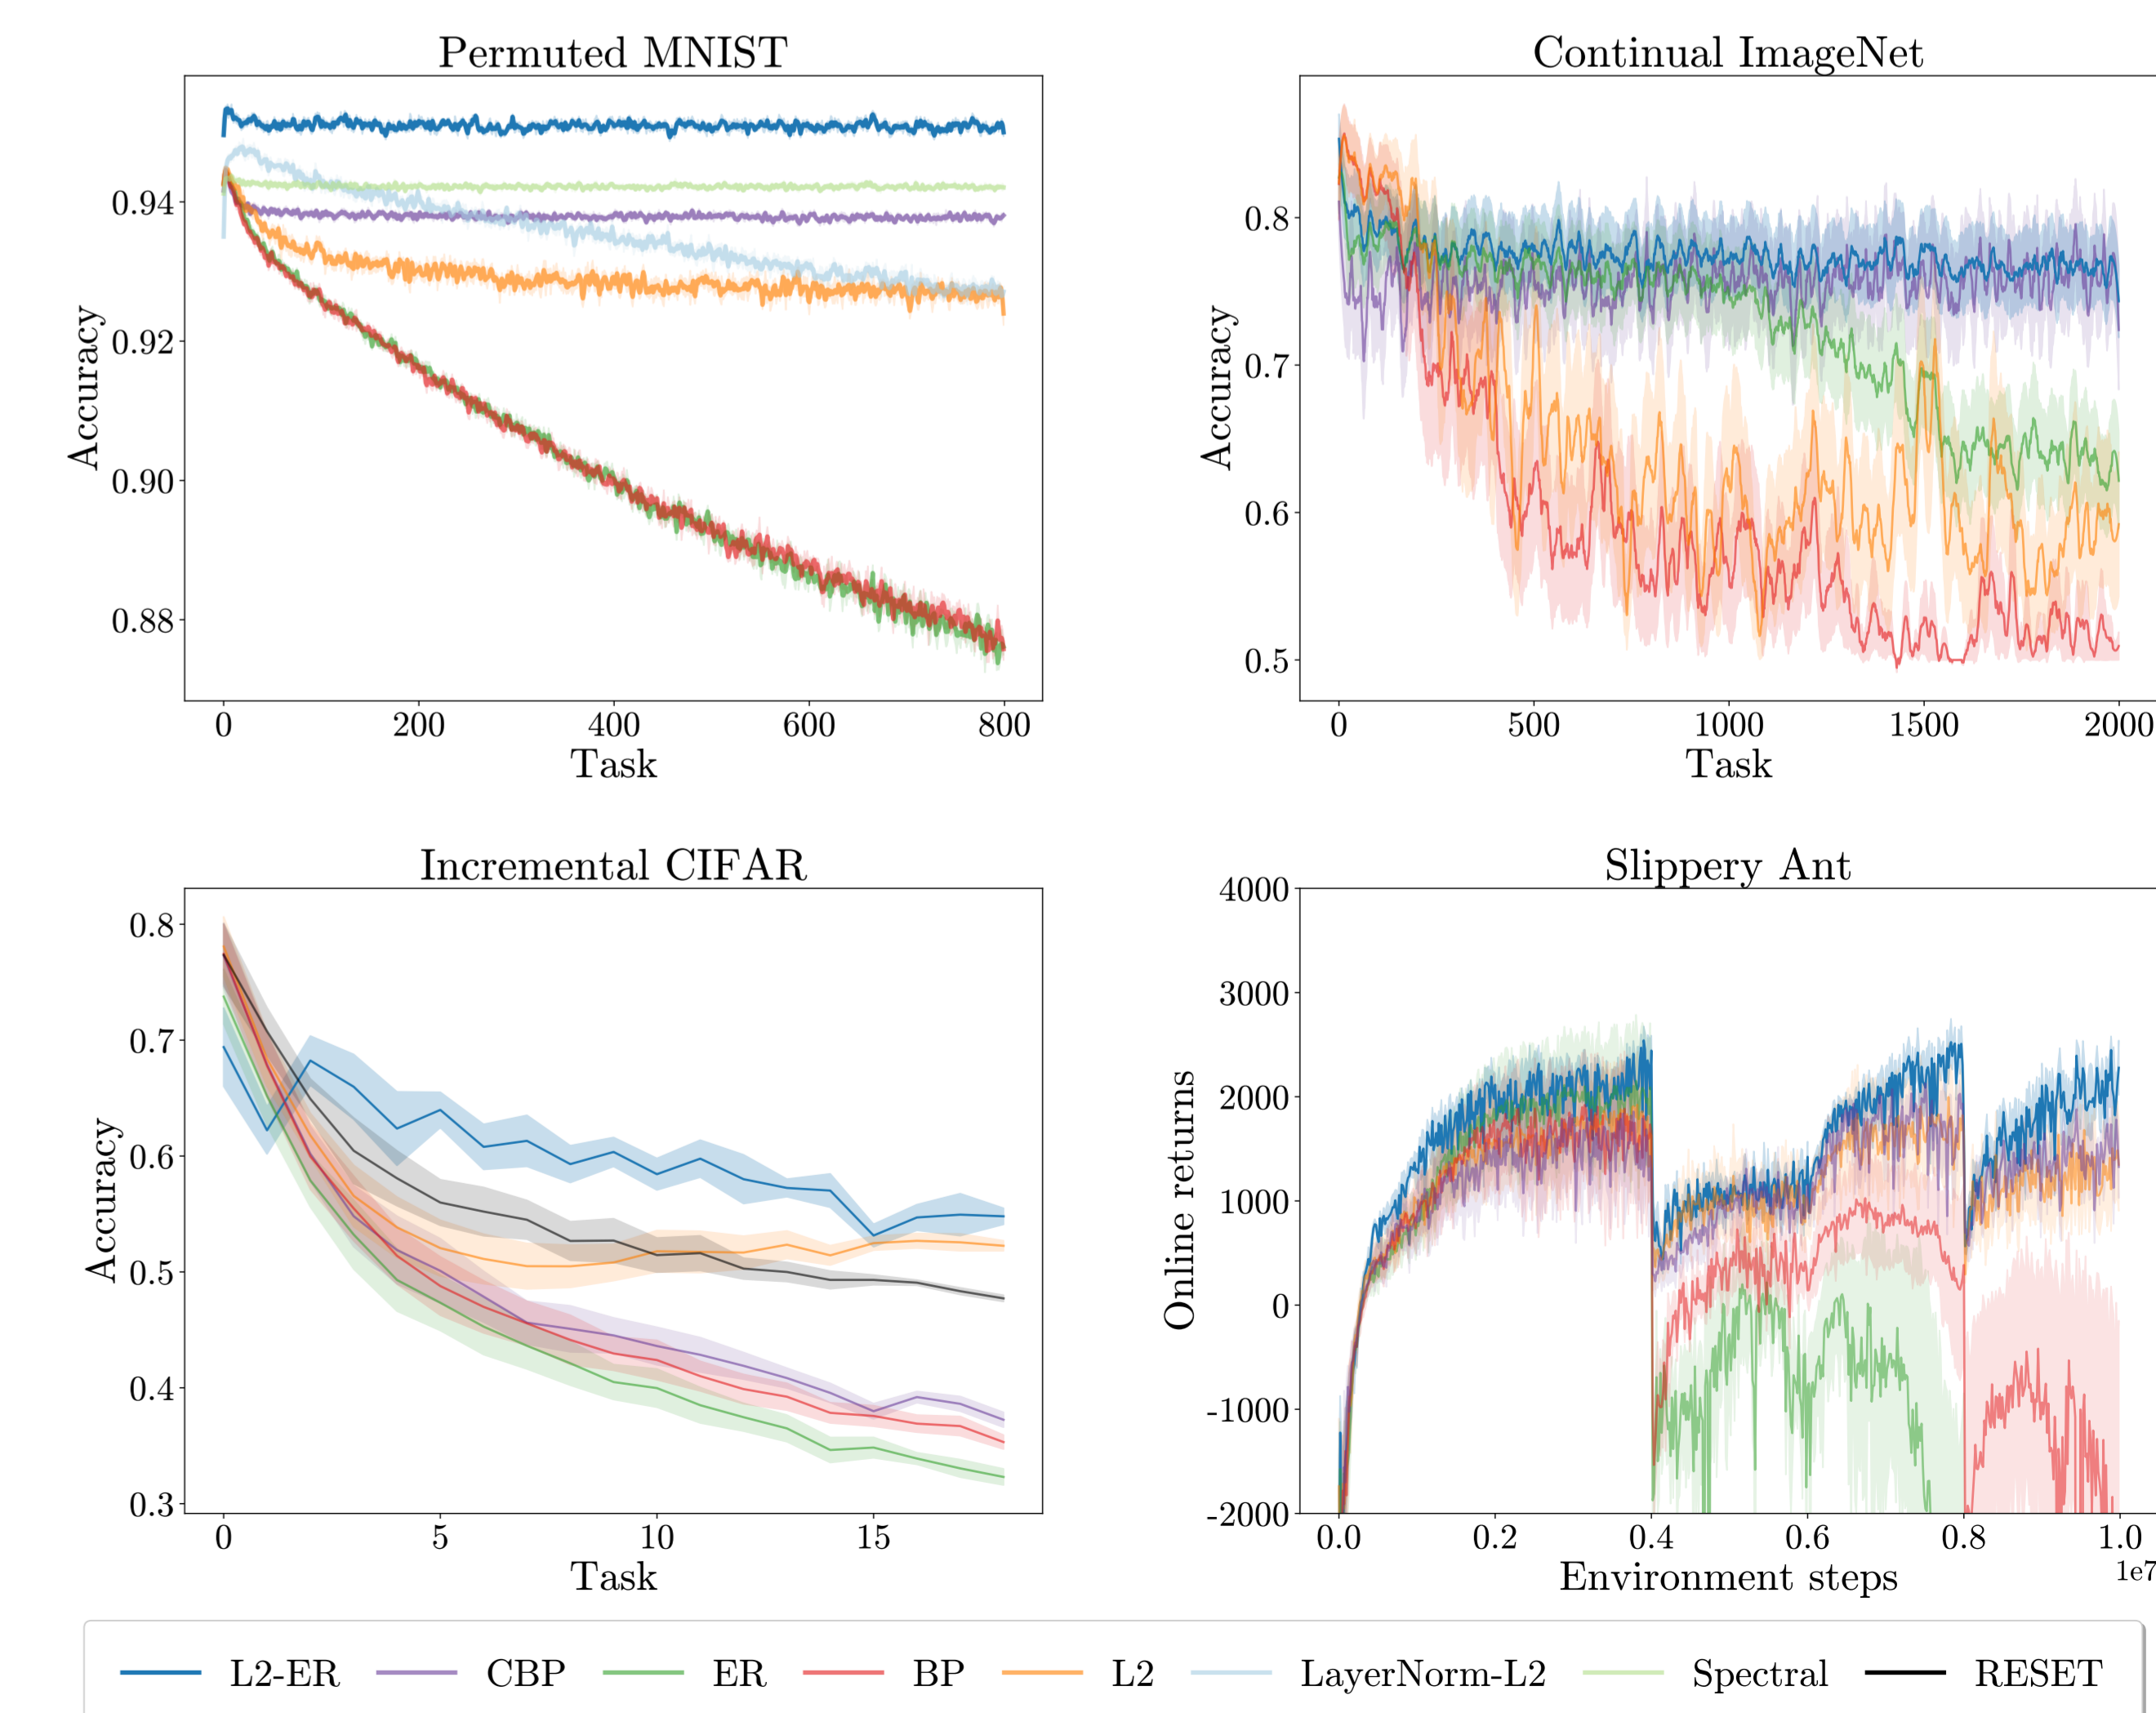 Permuted MNIST
Accuracy
0.94
0.92
0.90
0.88
0 200 400 600 800
Task
Continual ImageNet
Accuracy
0.8
0.7
0.6
0.5
0 500 1000 1500 2000
Task
Incremental CIFAR
Accuracy
0.8
0.7
0.6
0.5
0.4
0.3
0 5 10 15
Task
Slippery Ant
Online returns
4000
3000
2000
1000
0
-1000
-2000
0.0 0.2 0.4 0.6 0.8 1.0
1e7
Environment steps
L2-ER CBP ER BP L2 LayerNorm-L2 Spectral RESET